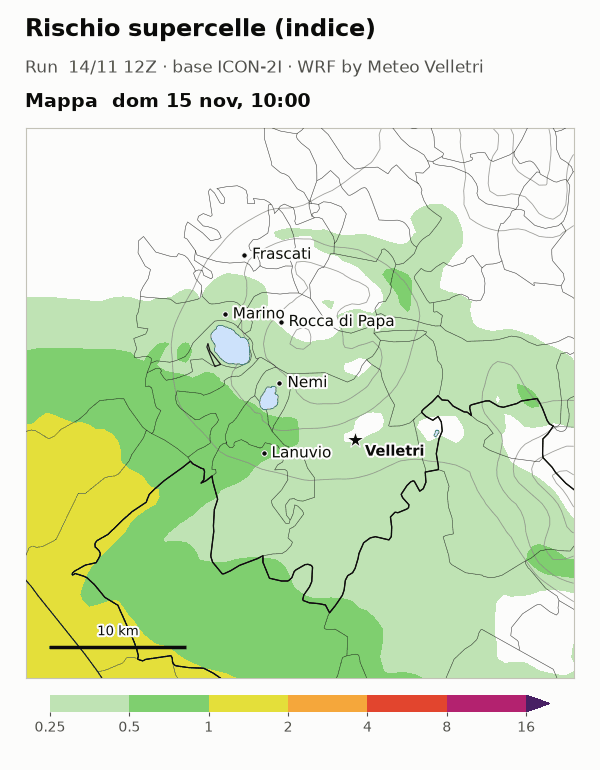 Rischio supercelle (indice)
Run 14/11 12Z · base ICON-2I · WRF by Meteo Velletri
Mappa dom 15 nov, 10:00
Frascati
Marino
Rocca di Papa
Nemi
Velletri
Lanuvio
10 km
0.25 0.5 1 2 4 8 16